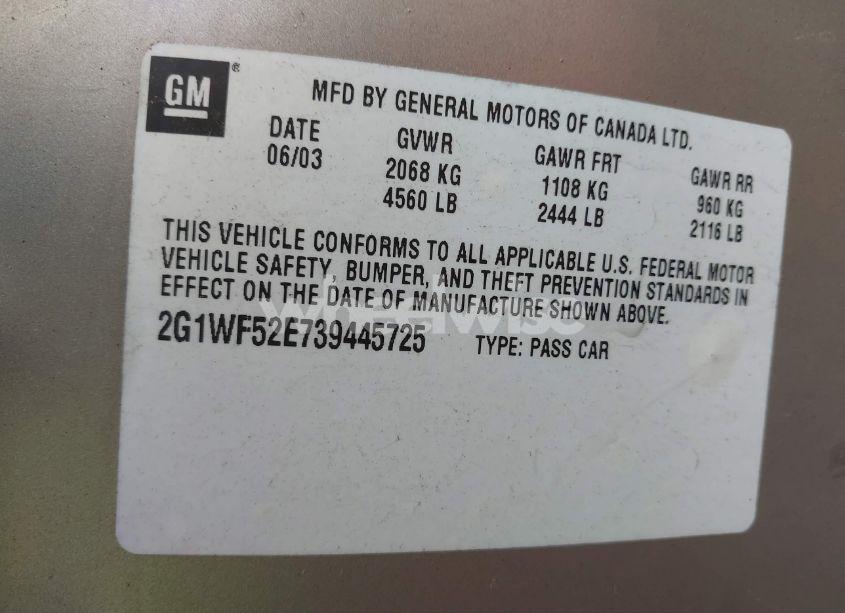 GM®
MFD BY GENERAL MOTORS OF CANADA LTD.
DATE GVWR GAWR FRT GAWR RR
06/03 2068 KG 1108 KG 960 KG
4560 LB 2444 LB 2116 LB
THIS VEHICLE CONFORMS TO ALL APPLICABLE U.S. FEDERAL MOTOR
VEHICLE SAFETY, BUMPER, AND THEFT PREVENTION STANDARDS IN
EFFECT ON THE DATE OF MANUFACTURE SHOWN ABOVE.
wheelwise
2G1WF52E739445725 TYPE: PASS CAR